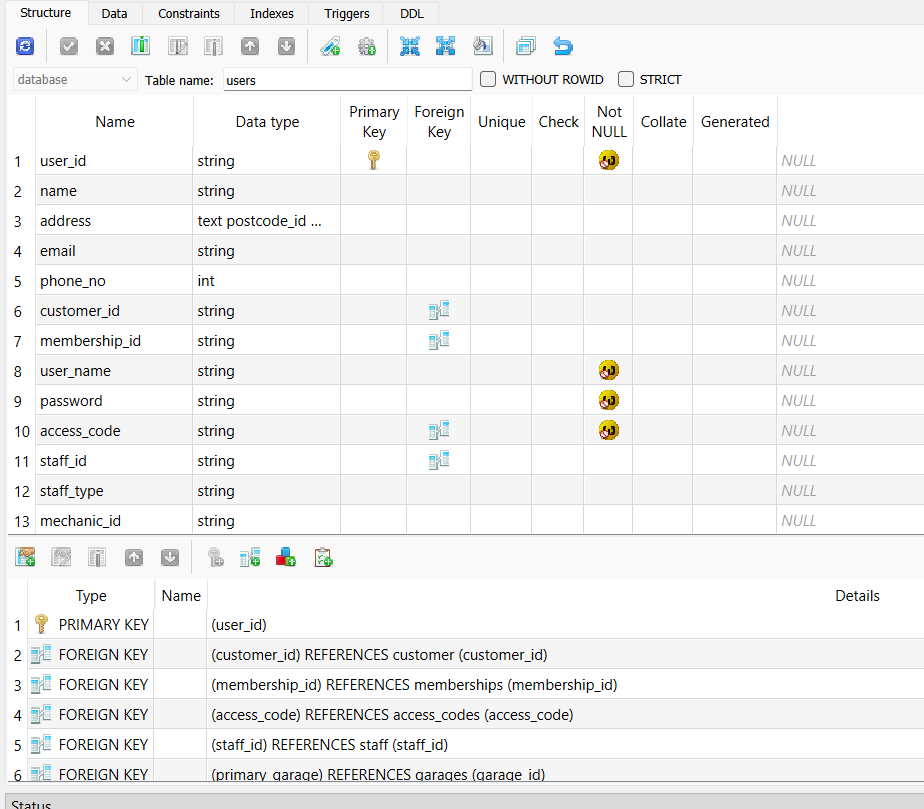 Structure Data Constraints Indexes Triggers DDL
database Table name: users WITHOUT ROWID STRICT
Name Data type Primary Key Foreign Key Unique Check Not NULL Collate Generated
1 user_id string NULL
2 name string NULL
3 address text postcode_id ... NULL
4 email string NULL
5 phone_no int NULL
6 customer_id string NULL
7 membership_id string NULL
8 user_name string NULL
9 password string NULL
10 access_code string NULL
11 staff_id string NULL
12 staff_type string NULL
13 mechanic_id string NULL
Type Name Details
1 PRIMARY KEY (user_id)
2 FOREIGN KEY (customer_id) REFERENCES customer (customer_id)
3 FOREIGN KEY (membership_id) REFERENCES memberships (membership_id)
4 FOREIGN KEY (access_code) REFERENCES access_codes (access_code)
5 FOREIGN KEY (staff_id) REFERENCES staff (staff_id)
6 FOREIGN KEY (primary_garage) REFERENCES garages (garage_id)
Status